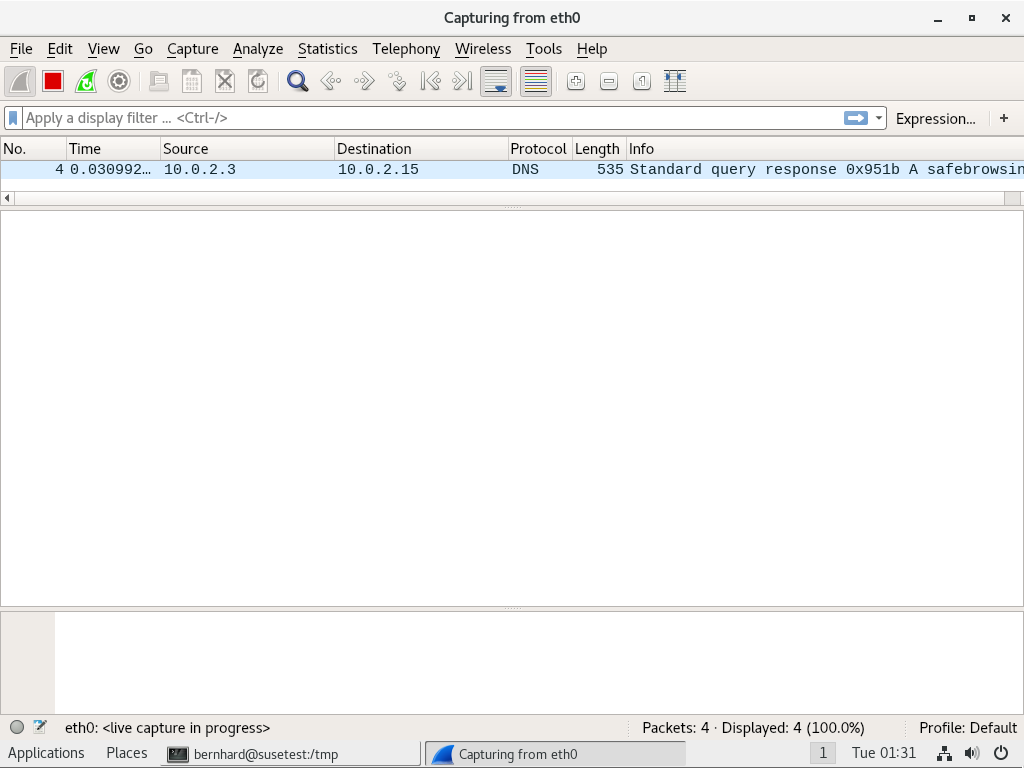 Capturing from eth0
File Edit View Go Capture Analyze Statistics Telephony Wireless Tools Help
Apply a display filter ... <Ctrl-/> Expression... +
No. Time Source Destination Protocol Length Info
4 0.030992... 10.0.2.3 10.0.2.15 DNS 535 Standard query response 0x951b A safebrowsin
eth0: <live capture in progress> Packets: 4 · Displayed: 4 (100.0%) Profile: Default
Applications Places bernhard@susetest:/tmp Capturing from eth0 1 Tue 01:31